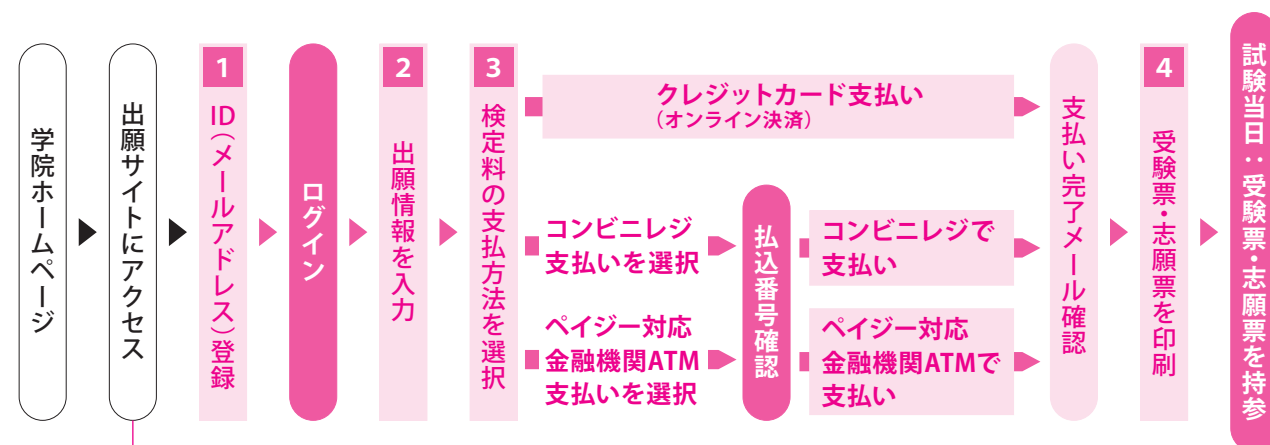 学院ホームページ
出願サイトにアクセス
1
ID(メールアドレス)登録
ログイン
2
出願情報を入力
3
検定料の支払方法を選択
クレジットカード支払い
(オンライン決済)
コンビニレジ
支払いを選択
ペイジー対応
金融機関ATM
支払いを選択
払込番号確認
コンビニレジで
支払い
ペイジー対応
金融機関ATMで
支払い
支払い完了メール確認
4
受験票・志願票を印刷
試験当日:受験票・志願票を持参